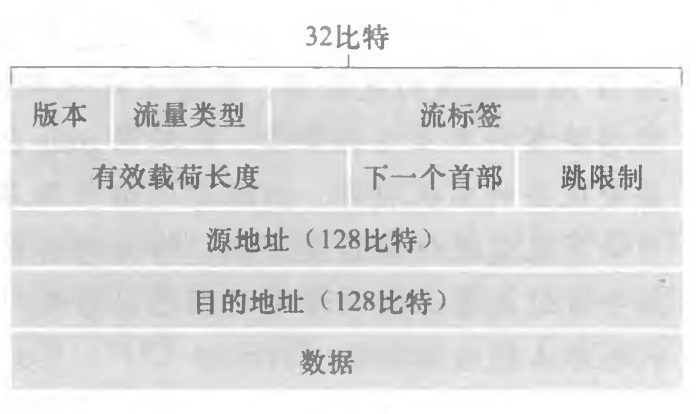 32比特
版本 流量类型 流标签
有效载荷长度 下一个首部 跳限制
源地址（128比特）
目的地址（128比特）
数据